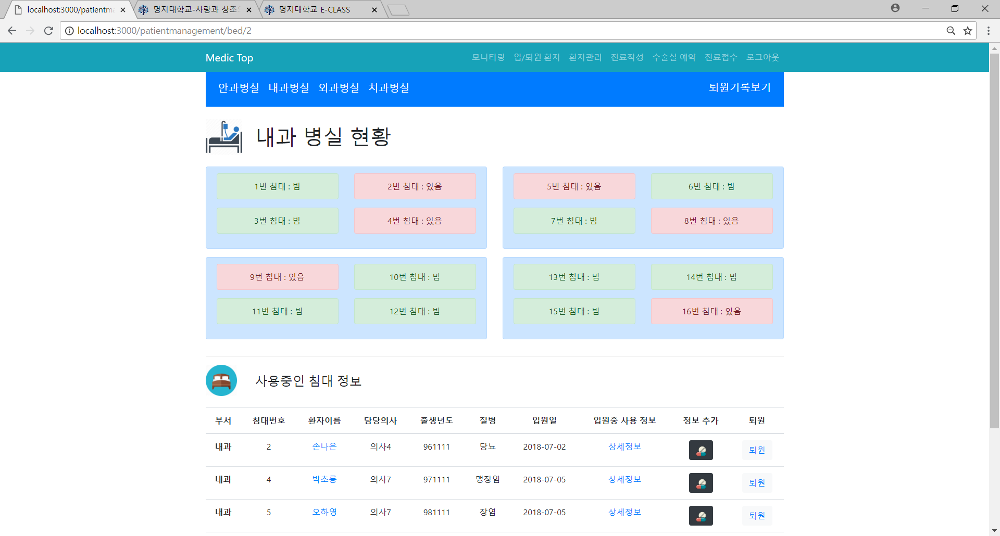 localhost:3000/patientm
명지대학교-사랑과 창조의
명지대학교 E-CLASS
localhost:3000/patientmanagement/bed/2
Medic Top 모니터링 입/퇴원 환자 환자관리 진료작성 수술실 예약 진료접수 로그아웃
안과병실 내과병실 외과병실 치과병실 퇴원기록보기
내과 병실 현황
1번 침대 : 빔 2번 침대 : 있음 5번 침대 : 있음 6번 침대 : 빔
3번 침대 : 빔 4번 침대 : 있음 7번 침대 : 빔 8번 침대 : 있음
9번 침대 : 있음 10번 침대 : 빔 13번 침대 : 빔 14번 침대 : 빔
11번 침대 : 빔 12번 침대 : 빔 15번 침대 : 빔 16번 침대 : 있음
사용중인 침대 정보
부서 침대번호 환자이름 담당의사 출생년도 질병 입원일 입원중 사용 정보 정보 추가 퇴원
내과 2 손나은 의사4 961111 당뇨 2018-07-02 상세정보 퇴원
내과 4 박초롱 의사7 971111 맹장염 2018-07-05 상세정보 퇴원
내과 5 오하영 의사7 981111 장염 2018-07-05 상세정보 퇴원